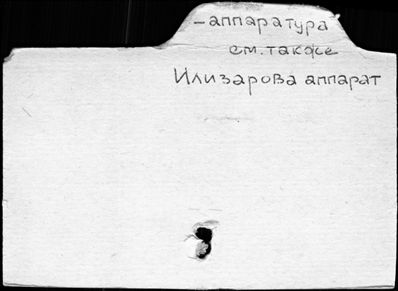 -аппаратура
см. также
Илизарова аппарат